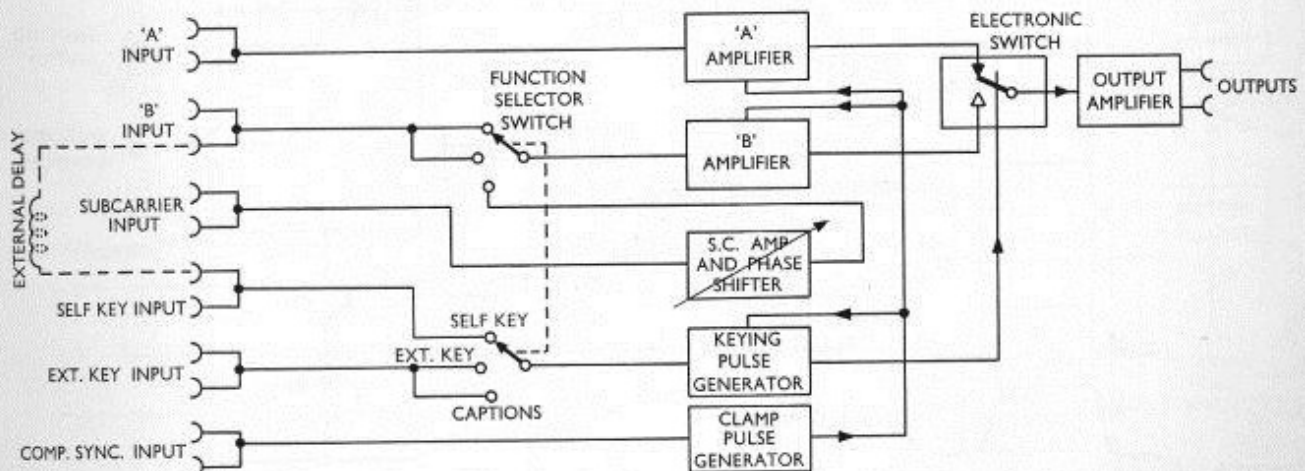 'A'
INPUT
'B'
INPUT
EXTERNAL DELAY
SUBCARRIER
INPUT
SELF KEY INPUT
EXT. KEY INPUT
COMP. SYNC. INPUT
FUNCTION
SELECTOR
SWITCH
SELF KEY
EXT. KEY
CAPTIONS
'A'
AMPLIFIER
'B'
AMPLIFIER
S.C. AMP
AND PHASE
SHIFTER
KEYING
PULSE
GENERATOR
CLAMP
PULSE
GENERATOR
ELECTRONIC
SWITCH
OUTPUT
AMPLIFIER
OUTPUTS